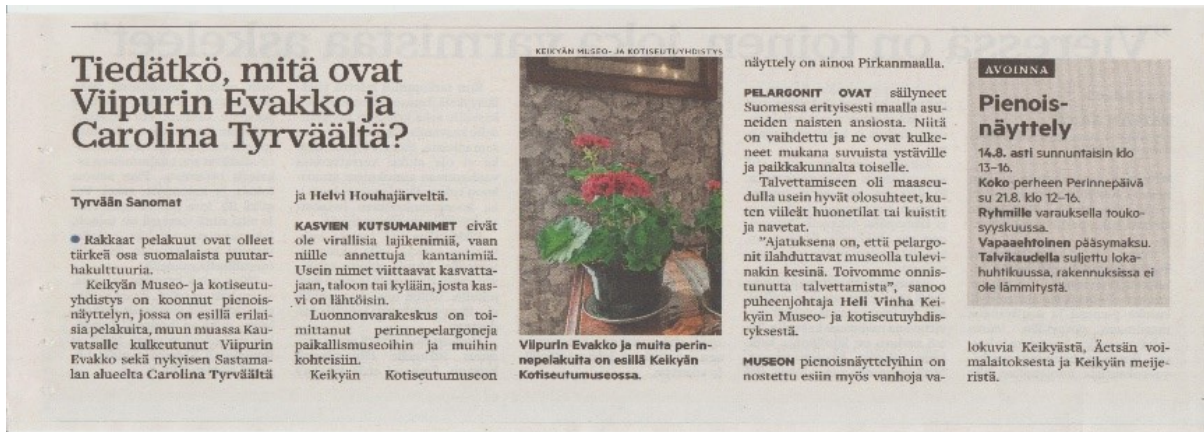 Tiedätkö, mitä ovat
Viipurin Evakko ja
Carolina Tyrväältä?
Tyrvään Sanomat
Rakkaat pelakuut ovat olleet
tärkeä osa suomalaista puutar-
hakulttuuria.
Keikyän Museo- ja kotiseutu-
yhdistys on koonnut pienois-
näyttelyn, jossa on esillä erilai-
sia pelakuita, muun muassa Kau-
vatsalle kulkeutunut Viipurin
Evakko sekä nykyisen Sastama-
lan alueelta Carolina Tyrväältä
ja Helvi Houhajärveltä.
KASVIEN KUTSUMANIMET eivät
ole virallisia lajikenimiä, vaan
niille annettuja kantanimiä.
Usein nimet viittaavat kasvatta-
jaan, taloon tai kylään, josta kas-
vi on lähtöisin.
Luonnonvarakeskus on toi-
mittanut perinnepelargoneja
paikallismuseoihin ja muihin
kohteisiin.
Keikyän Kotiseutumuseon
KEIKYÄN MUSEO- JA KOTISEUTUYHDISTYS
Viipurin Evakko ja muita perin-
nepelakuita on esillä Keikyän
Kotiseutumuseossa.
näyttely on ainoa Pirkanmaalla.
PELARGONIT OVAT säilyneet
Suomessa erityisesti maalla asu-
neiden naisten ansiosta. Niitä
on vaihdettu ja ne ovat kulke-
neet mukana suvuista ystäville
ja paikkakunnalta toiselle.
Talvettamiseen oli maaseu-
dulla usein hyvät olosuhteet, ku-
ten viileät huonetilat tai kuistit
ja navetat.
”Ajatuksena on, että pelargo-
nit ilahduttavat museolla tulevi-
nakin kesinä. Toivomme onnis-
tunutta talvettamista”, sanoo
puheenjohtaja Heli Vinha Kei-
kyän Museo- ja kotiseutuyhdis-
tyksestä.
MUSEON pienoisnäyttelyihin on
nostettu esiin myös vanhoja va-
lokuvia Keikyästä, Äetsän voi-
malaitoksesta ja Keikyän meije-
ristä.
AVOINNA
Pienois-
näyttely
14.8. asti sunnuntaisin klo
13–16.
Koko perheen Perinnepäivä
su 21.8. klo 12–16.
Ryhmille varauksella touko-
syyskuussa.
Vapaaehtoinen pääsymaksu.
Talvikaudella suljettu loka-
huhtikuussa, rakennuksissa ei
ole lämmitystä.